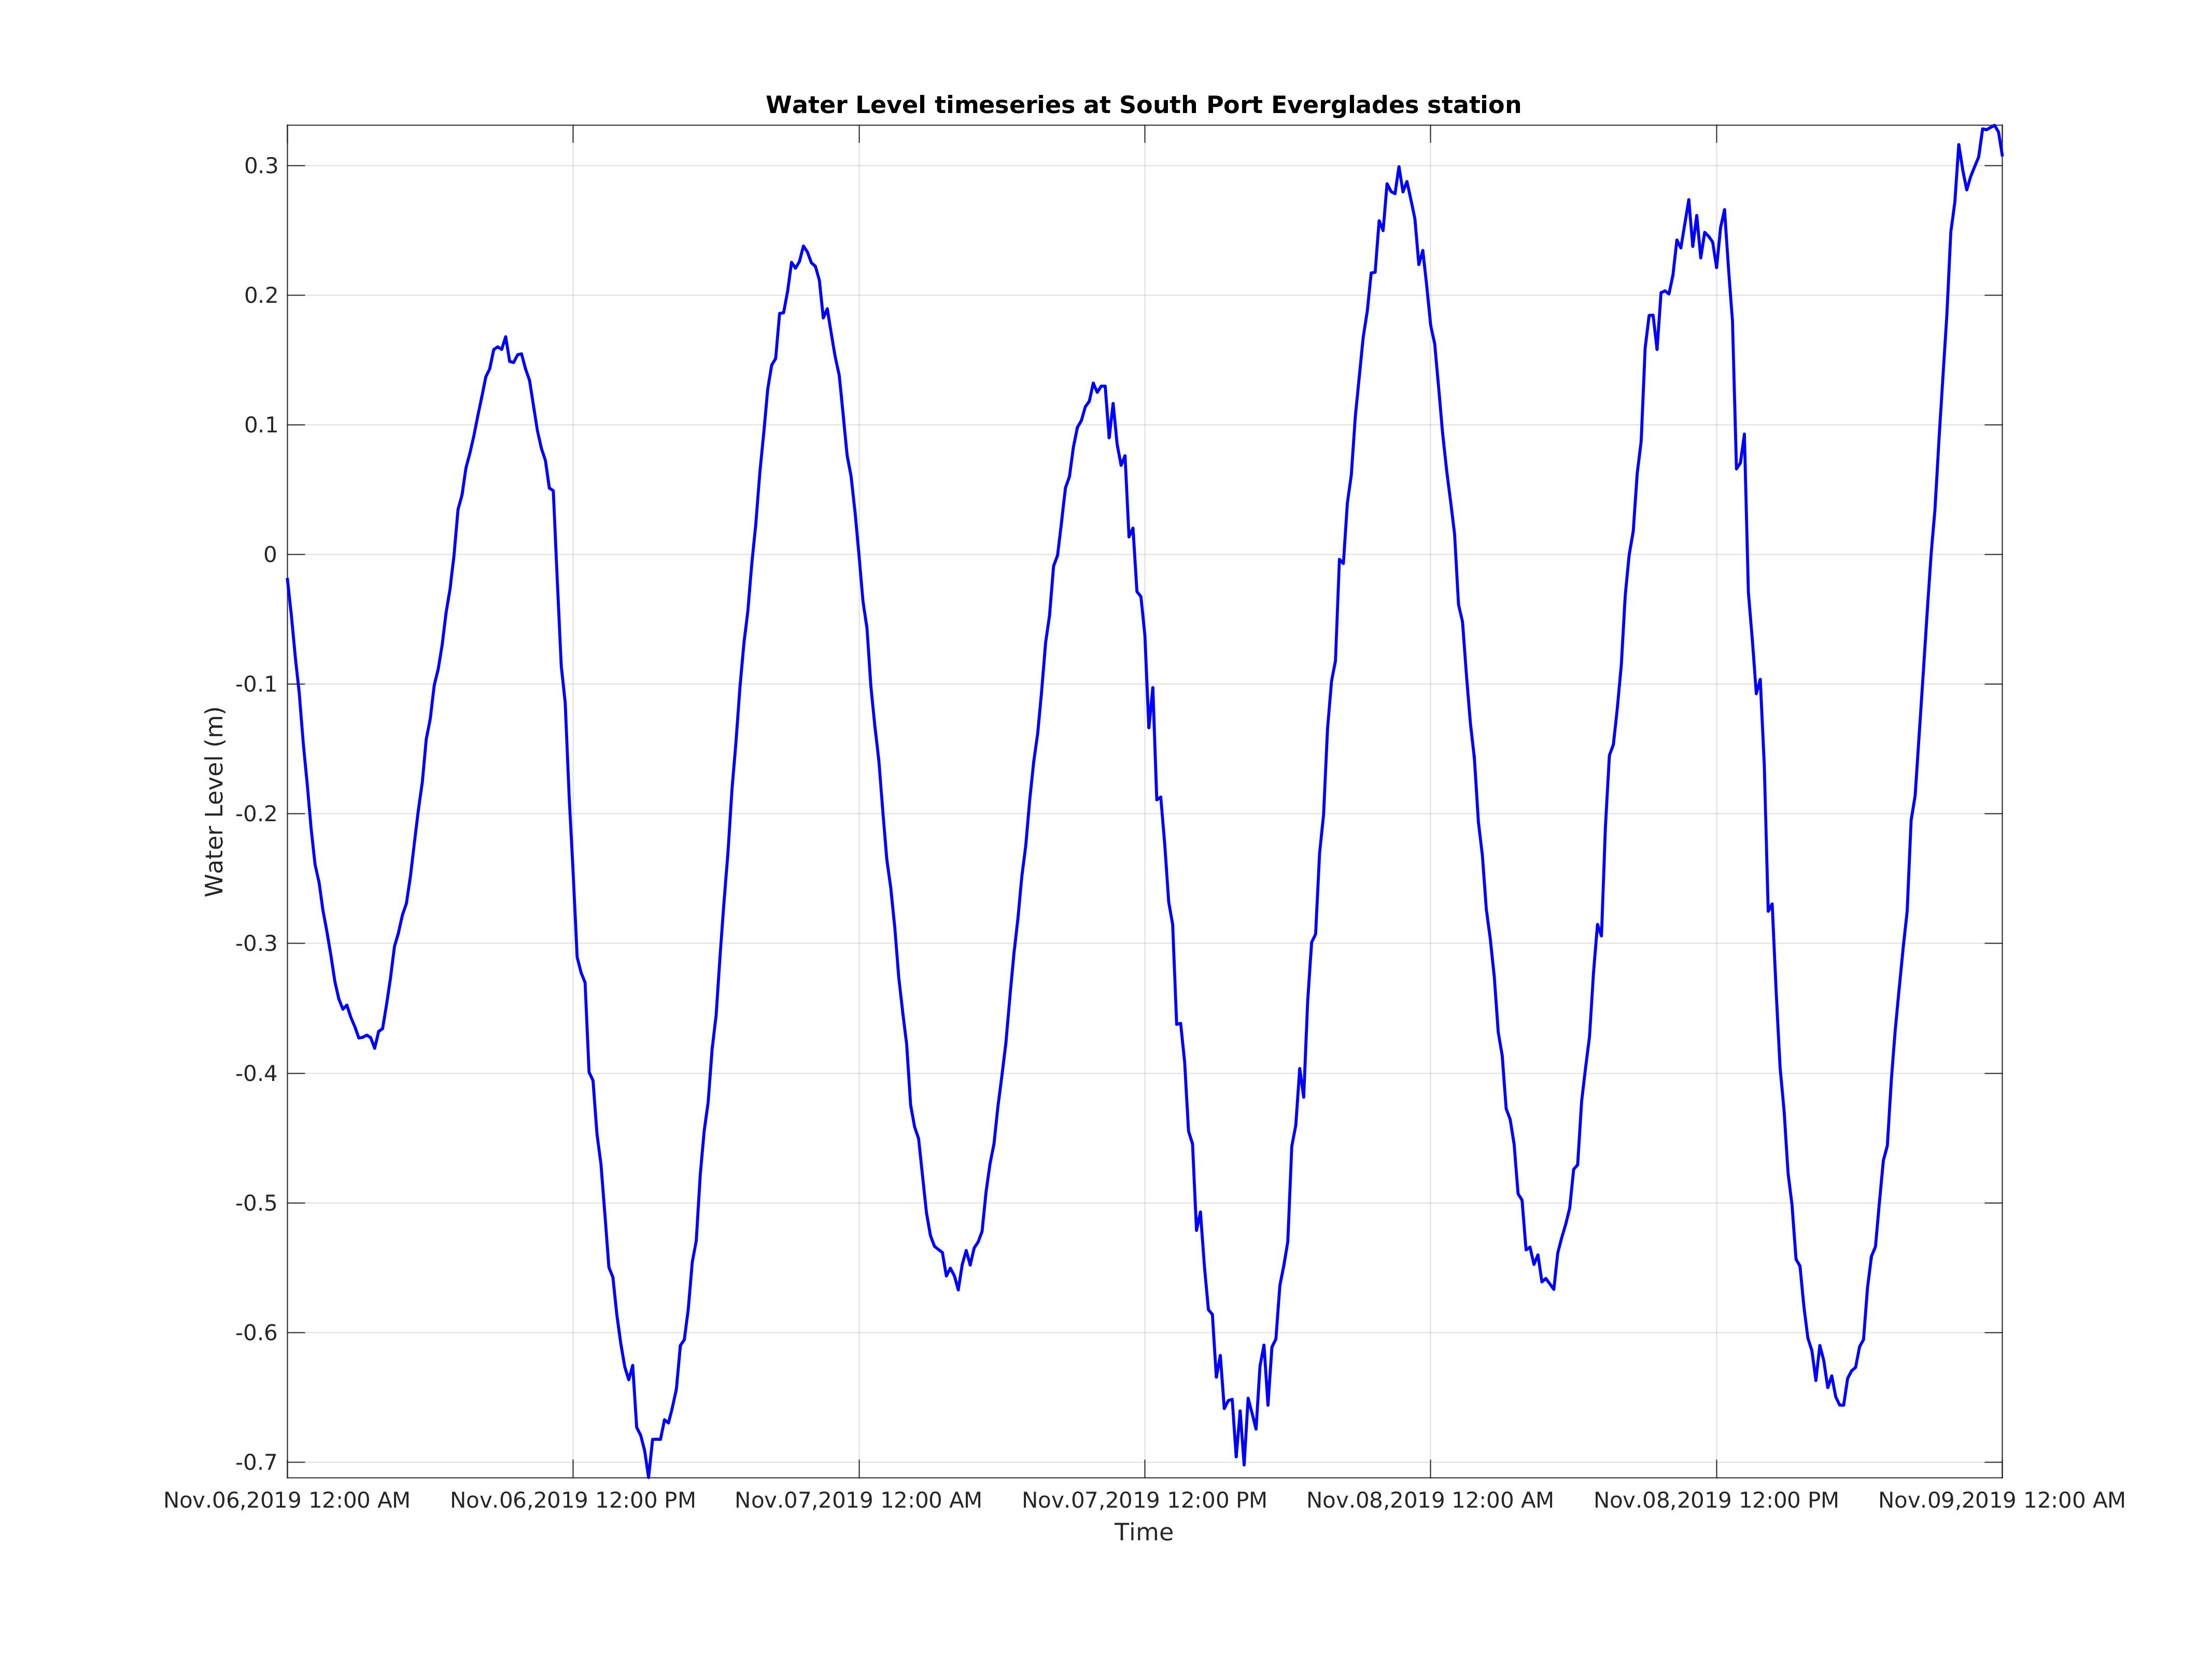 Water Level timeseries at South Port Everglades station
0.3
0.2
0.1
0
-0.1
-0.2
-0.3
-0.4
-0.5
-0.6
-0.7
Water Level (m)
Nov.06,2019 12:00 AM Nov.06,2019 12:00 PM Nov.07,2019 12:00 AM Nov.07,2019 12:00 PM Nov.08,2019 12:00 AM Nov.08,2019 12:00 PM Nov.09,2019 12:00 AM
Time